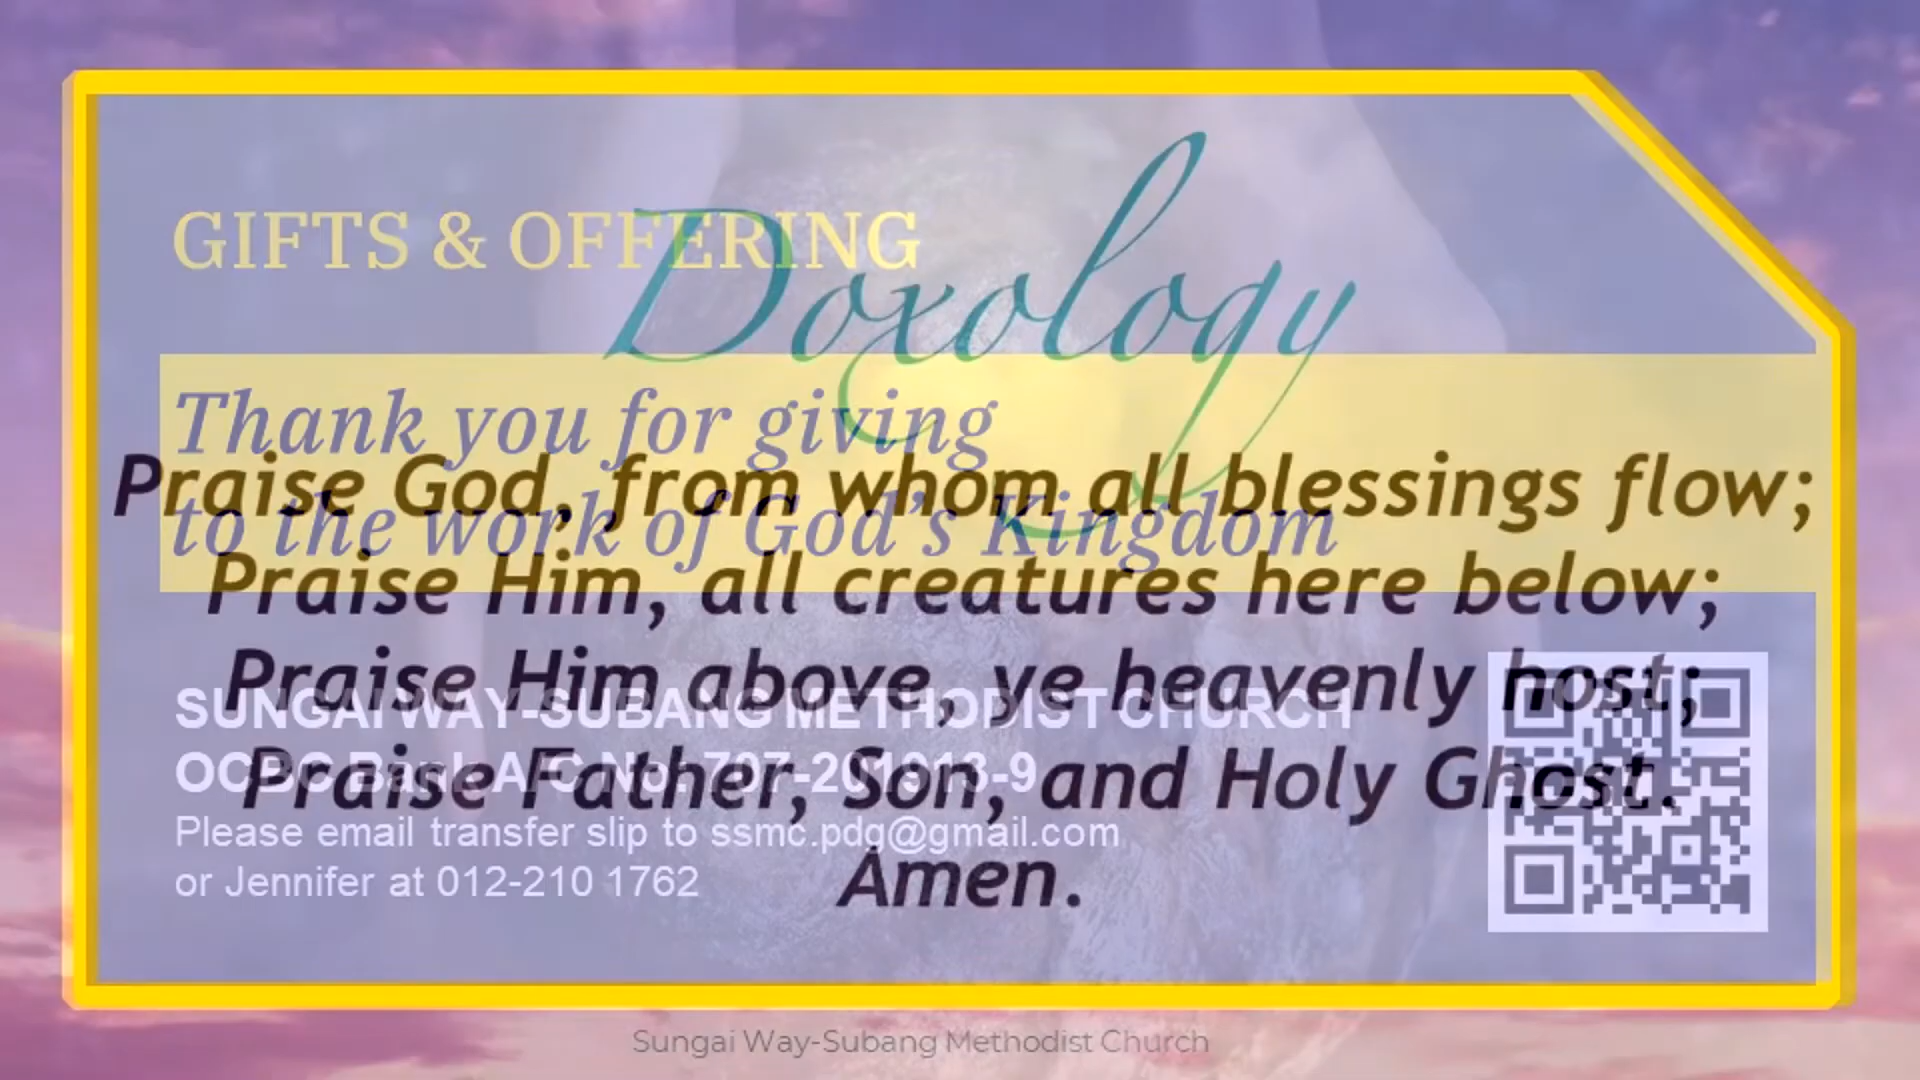 GIFTS & OFFERING
Doxology
Thank you for giving
to the work of God's Kingdom
Praise God, from whom all blessings flow;
Praise Him, all creatures here below;
Praise Him above, ye heavenly host;
Praise Father, Son, and Holy Ghost.
Amen.
SUNGAI WAY-SUBANG METHODIST CHURCH
OCBC Bank A/C No.
Please email transfer slip to ssmc.pdg@gmail.com
or Jennifer at 012-210 1762
Sungai Way-Subang Methodist Church